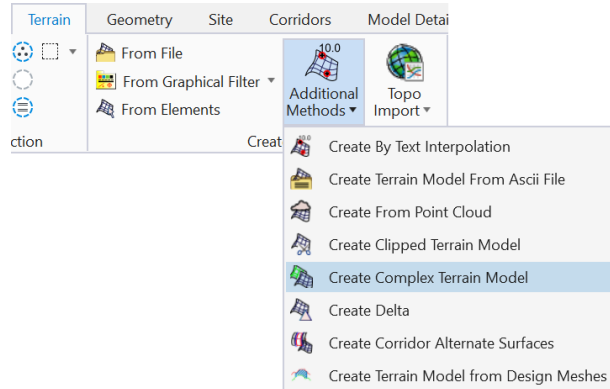 Terrain Geometry Site Corridors Model Detai
From File
From Graphical Filter
From Elements
10.0
Additional Methods
Topo Import
ction Creat
Create By Text Interpolation
Create Terrain Model From Ascii File
Create From Point Cloud
Create Clipped Terrain Model
Create Complex Terrain Model
Create Delta
Create Corridor Alternate Surfaces
Create Terrain Model from Design Meshes